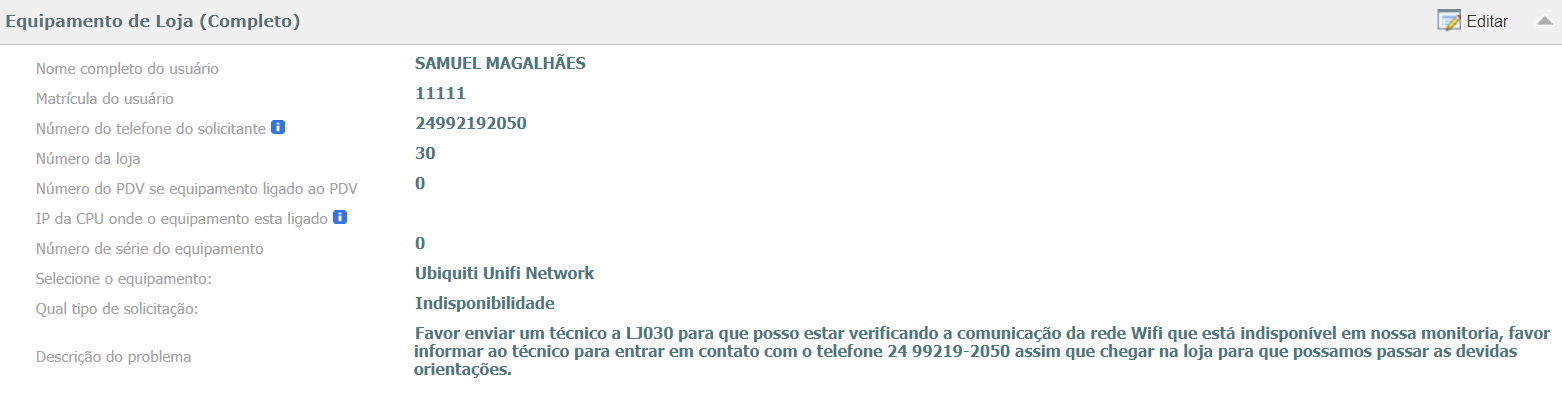 Equipamento de Loja (Completo)
Editar
Nome completo do usuário SAMUEL MAGALHÃES
Matrícula do usuário 11111
Número do telefone do solicitante 24992192050
Número da loja 30
Número do PDV se equipamento ligado ao PDV 0
IP da CPU onde o equipamento esta ligado
Número de série do equipamento 0
Selecione o equipamento: Ubiquiti Unifi Network
Qual tipo de solicitação: Indisponibilidade
Descrição do problema
Favor enviar um técnico a LJ030 para que posso estar verificando a comunicação da rede Wifi que está indisponível em nossa monitoria, favor
informar ao técnico para entrar em contato com o telefone 24 99219-2050 assim que chegar na loja para que possamos passar as devidas
orientações.